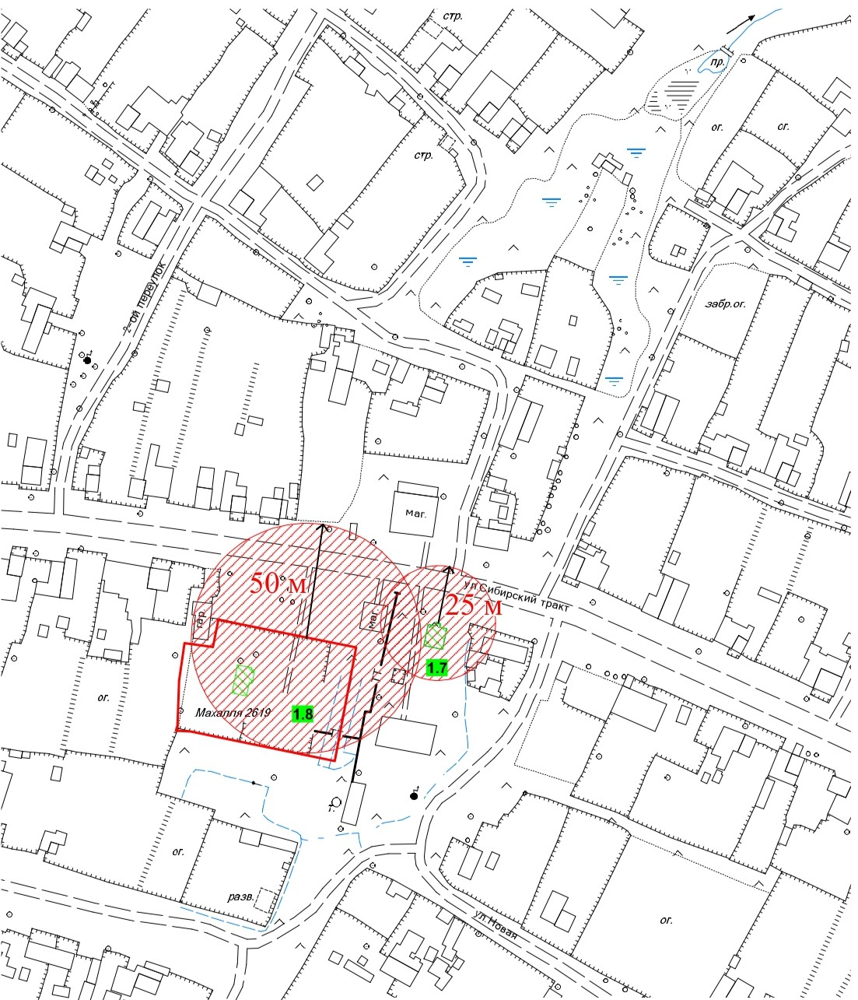 стр.
пр.
ог.
ог.
стр.
2-ой переулок
забр.ог.
маг.
50 м
ул.Сибирский тракт
25 м
гар.
маг.
1.7
ГТ
ог.
Махалля 2619
1.8
Г
Г.
ог.
разв.
ул.Новая
ог.